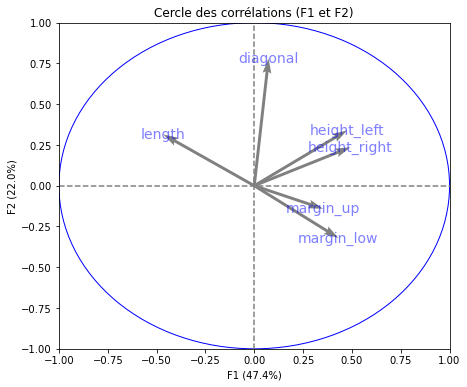 Cercle des corrélations (F1 et F2)
1.00
0.75
0.50
0.25
0.00
−0.25
−0.50
−0.75
−1.00
F2 (22.0%)
diagonal
length
height_left
height_right
margin_up
margin_low
−1.00 −0.75 −0.50 −0.25 0.00 0.25 0.50 0.75 1.00
F1 (47.4%)